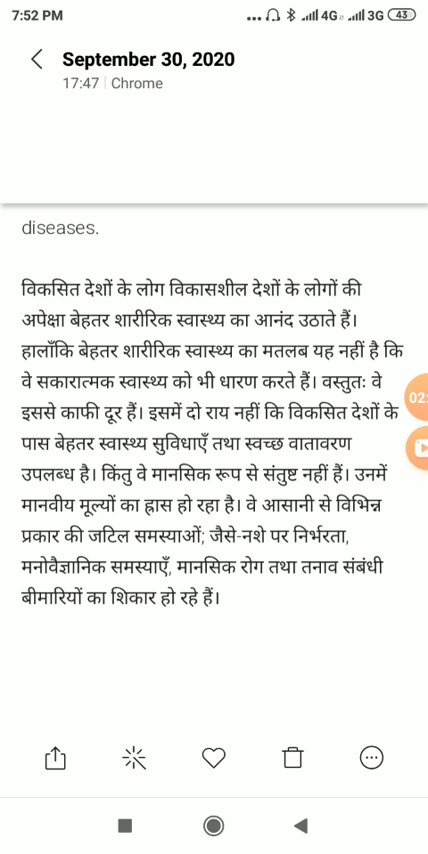 7:52 PM
... 4G 3G 43
September 30, 2020
17:47 | Chrome
diseases.
विकसित देशों के लोग विकासशील देशों के लोगों की
अपेक्षा बेहतर शारीरिक स्वास्थ्य का आनंद उठाते हैं।
हालाँकि बेहतर शारीरिक स्वास्थ्य का मतलब यह नहीं है कि
वे सकारात्मक स्वास्थ्य को भी धारण करते हैं। वस्तुतः वे
इससे काफी दूर हैं। इसमें दो राय नहीं कि विकसित देशों के
पास बेहतर स्वास्थ्य सुविधाएँ तथा स्वच्छ वातावरण
उपलब्ध है। किंतु वे मानसिक रूप से संतुष्ट नहीं हैं। उनमें
मानवीय मूल्यों का ह्रास हो रहा है। वे आसानी से विभिन्न
प्रकार की जटिल समस्याओं; जैसे-नशे पर निर्भरता,
मनोवैज्ञानिक समस्याएँ, मानसिक रोग तथा तनाव संबंधी
बीमारियों का शिकार हो रहे हैं।
02: